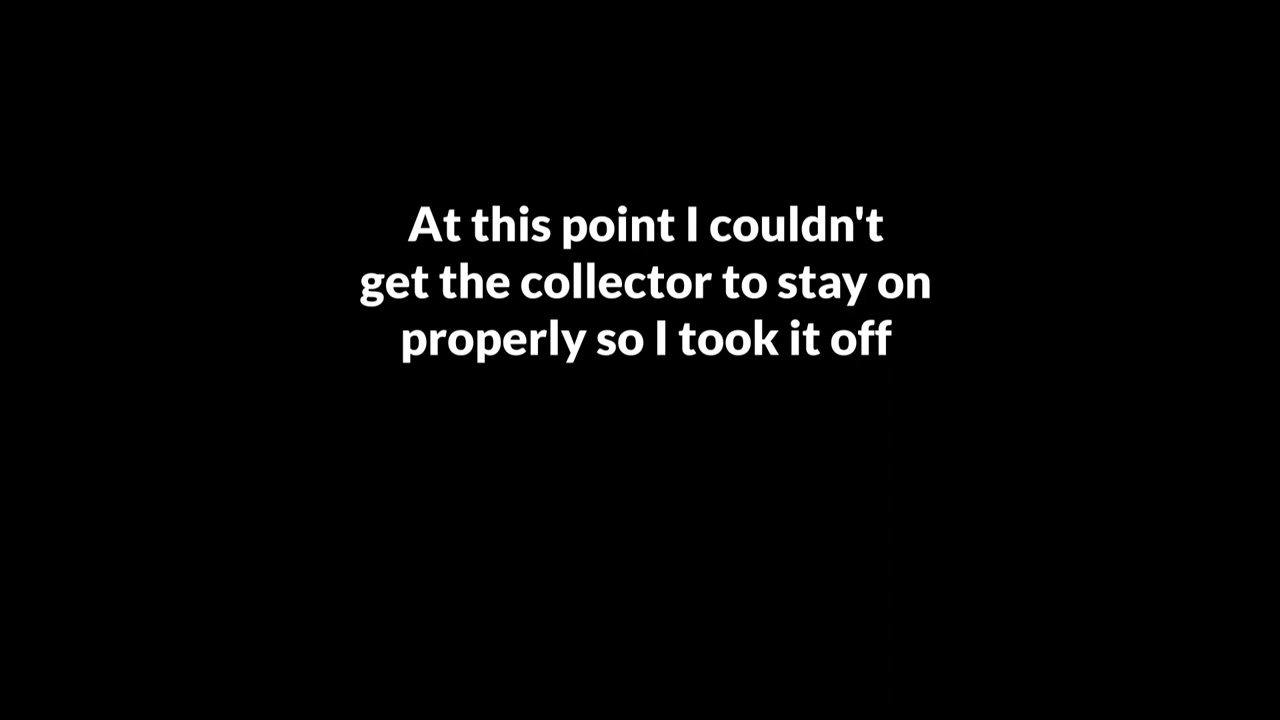 At this point I couldn't
get the collector to stay on
properly so I took it off